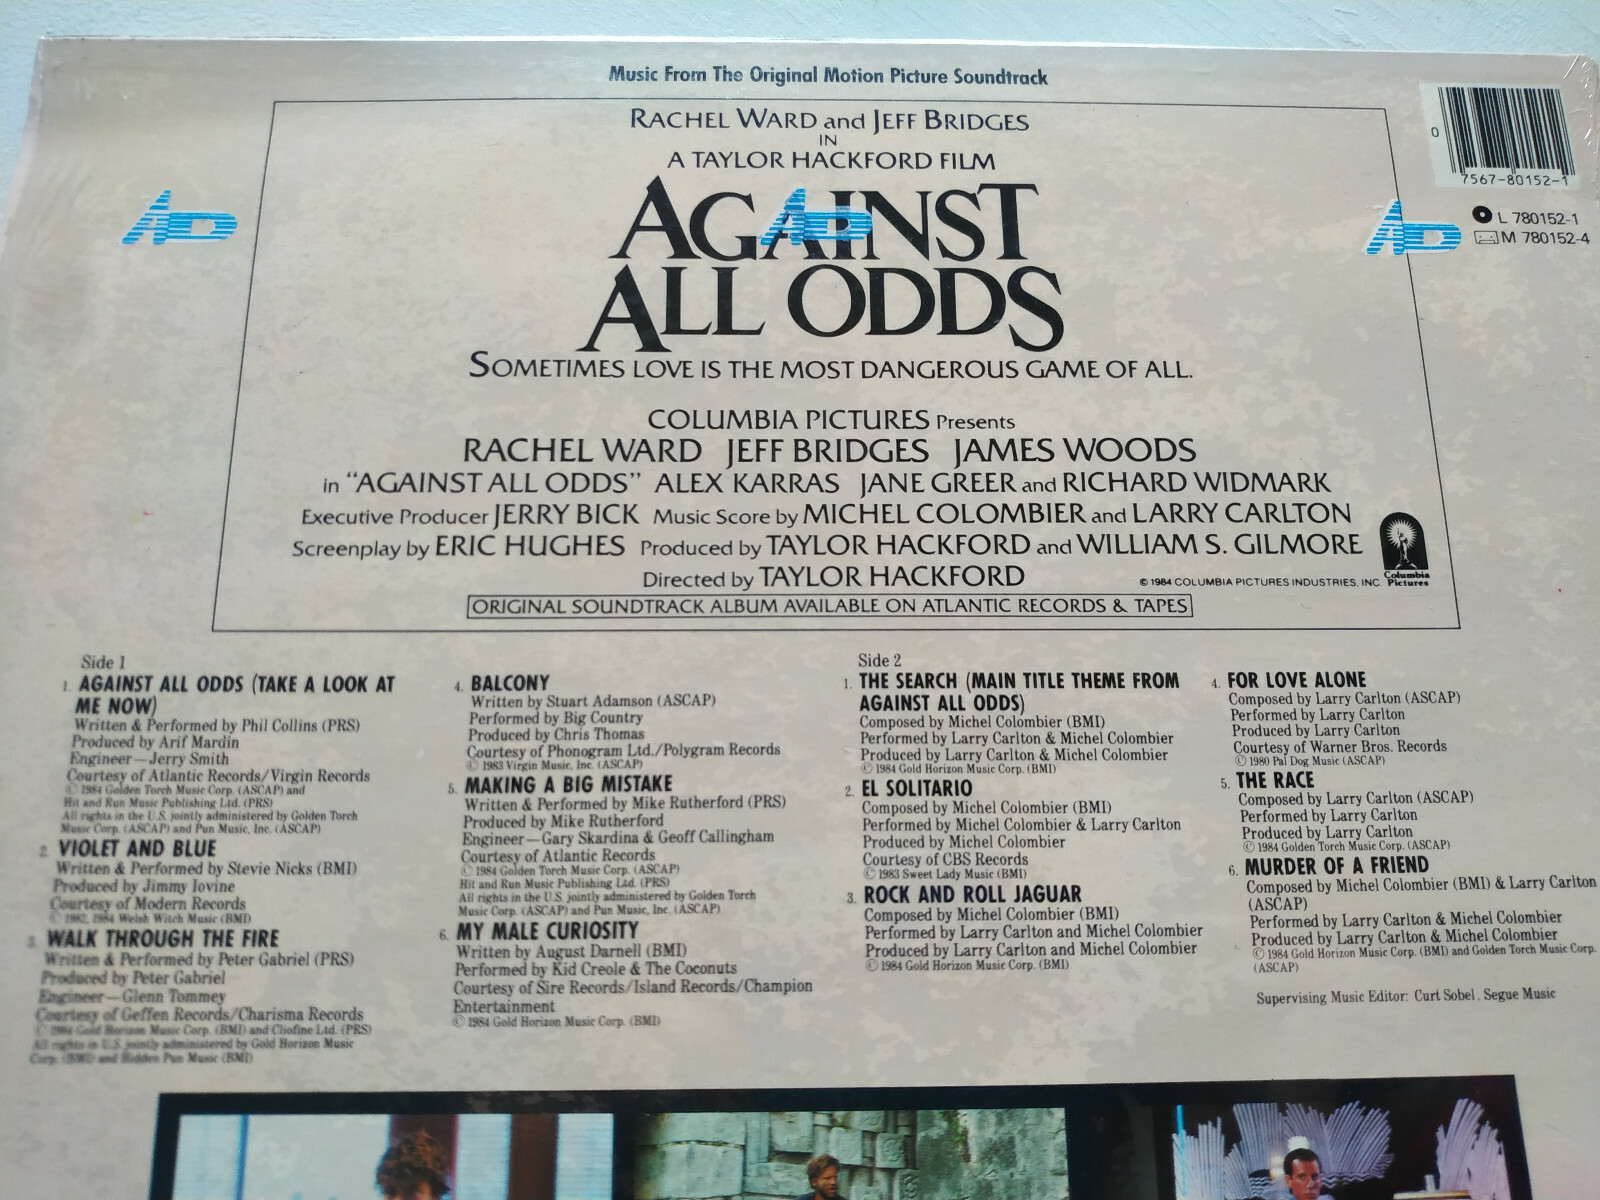 Music From The Original Motion Picture Soundtrack
RACHEL WARD and JEFF BRIDGES
IN
A TAYLOR HACKFORD FILM
AGAINST
ALL ODDS
SOMETIMES LOVE IS THE MOST DANGEROUS GAME OF ALL.
COLUMBIA PICTURES Presents
RACHEL WARD JEFF BRIDGES JAMES WOODS
in "AGAINST ALL ODDS" ALEX KARRAS JANE GREER and RICHARD WIDMARK
Executive Producer JERRY BICK Music Score by MICHEL COLOMBIER and LARRY CARLTON
Screenplay by ERIC HUGHES Produced by TAYLOR HACKFORD and WILLIAM S. GILMORE
Directed by TAYLOR HACKFORD
© 1984 COLUMBIA PICTURES INDUSTRIES, INC.
Columbia
Pictures
ORIGINAL SOUNDTRACK ALBUM AVAILABLE ON ATLANTIC RECORDS & TAPES
0
7567-80152-1
L 780152-1
M 780152-4
AD
AD
AD
Side 1
1. AGAINST ALL ODDS (TAKE A LOOK AT
ME NOW)
Written & Performed by Phil Collins (PRS)
Produced by Arif Mardin
Engineer—Jerry Smith
Courtesy of Atlantic Records/Virgin Records
© 1984 Golden Torch Music Corp. (ASCAP) and
Hit and Run Music Publishing Ltd. (PRS)
All rights in the U.S. jointly administered by Golden Torch
Music Corp. (ASCAP) and Pun Music, Inc. (ASCAP)
2. VIOLET AND BLUE
Written & Performed by Stevie Nicks (BMI)
Produced by Jimmy Iovine
Courtesy of Modern Records
© 1982, 1984 Welsh Witch Music (BMI)
3. WALK THROUGH THE FIRE
Written & Performed by Peter Gabriel (PRS)
Produced by Peter Gabriel
Engineer—Glenn Tommey
Courtesy of Geffen Records/Charisma Records
© 1984 Gold Horizon Music Corp. (BMI) and Cliofine Ltd. (PRS)
All rights in U.S. jointly administered by Gold Horizon Music
Corp. (BMI) and Hidden Pun Music (BMI)
4. BALCONY
Written by Stuart Adamson (ASCAP)
Performed by Big Country
Produced by Chris Thomas
Courtesy of Phonogram Ltd./Polygram Records
© 1983 Virgin Music, Inc. (ASCAP)
5. MAKING A BIG MISTAKE
Written & Performed by Mike Rutherford (PRS)
Produced by Mike Rutherford
Engineer—Gary Skardina & Geoff Callingham
Courtesy of Atlantic Records
© 1984 Golden Torch Music Corp. (ASCAP)
Hit and Run Music Publishing Ltd. (PRS)
All rights in the U.S. jointly administered by Golden Torch
Music Corp. (ASCAP) and Pun Music, Inc. (ASCAP)
6. MY MALE CURIOSITY
Written by August Darnell (BMI)
Performed by Kid Creole & The Coconuts
Courtesy of Sire Records/Island Records/Champion
Entertainment
© 1984 Gold Horizon Music Corp. (BMI)
Side 2
1. THE SEARCH (MAIN TITLE THEME FROM
AGAINST ALL ODDS)
Composed by Michel Colombier (BMI)
Performed by Larry Carlton & Michel Colombier
Produced by Larry Carlton & Michel Colombier
© 1984 Gold Horizon Music Corp. (BMI)
2. EL SOLITARIO
Composed by Michel Colombier (BMI)
Performed by Michel Colombier & Larry Carlton
Produced by Michel Colombier
Courtesy of CBS Records
© 1983 Sweet Lady Music (BMI)
3. ROCK AND ROLL JAGUAR
Composed by Michel Colombier (BMI)
Performed by Larry Carlton and Michel Colombier
Produced by Larry Carlton and Michel Colombier
© 1984 Gold Horizon Music Corp. (BMI)
4. FOR LOVE ALONE
Composed by Larry Carlton (ASCAP)
Performed by Larry Carlton
Produced by Larry Carlton
Courtesy of Warner Bros. Records
© 1980 Pal Dog Music (ASCAP)
5. THE RACE
Composed by Larry Carlton (ASCAP)
Performed by Larry Carlton
Produced by Larry Carlton
© 1984 Golden Torch Music Corp. (ASCAP)
6. MURDER OF A FRIEND
Composed by Michel Colombier (BMI) & Larry Carlton
(ASCAP)
Performed by Larry Carlton & Michel Colombier
Produced by Larry Carlton & Michel Colombier
© 1984 Gold Horizon Music Corp. (BMI) and Golden Torch Music Corp.
(ASCAP)
Supervising Music Editor: Curt Sobel, Segue Music